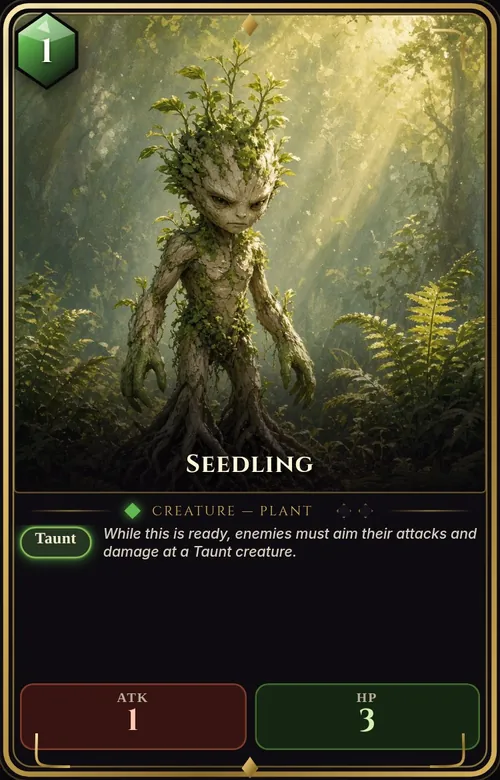 1
Seedling
CREATURE — PLANT
Taunt
While this is ready, enemies must aim their attacks and
damage at a Taunt creature.
ATK
1
HP
3